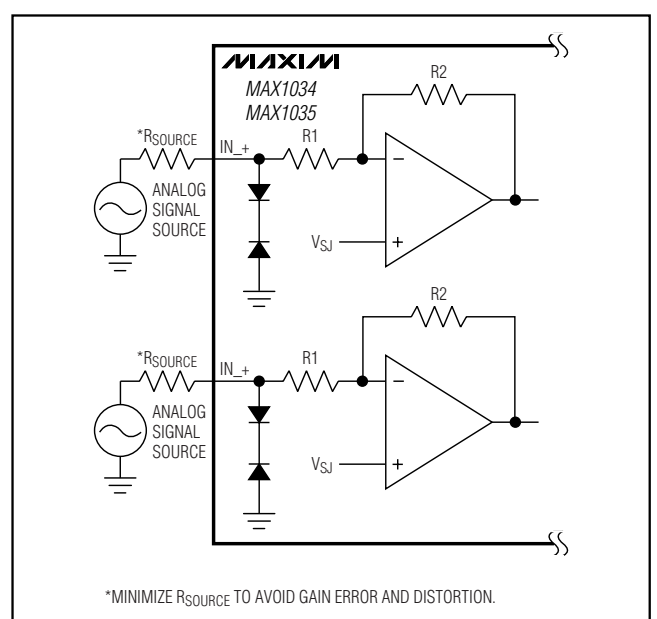 MAXIM
MAX1034
MAX1035
R2
*RSOURCE
IN_+
R1
−
ANALOG
SIGNAL
SOURCE
VSJ
+
R2
*RSOURCE
IN_+
R1
−
ANALOG
SIGNAL
SOURCE
VSJ
+
*MINIMIZE RSOURCE TO AVOID GAIN ERROR AND DISTORTION.